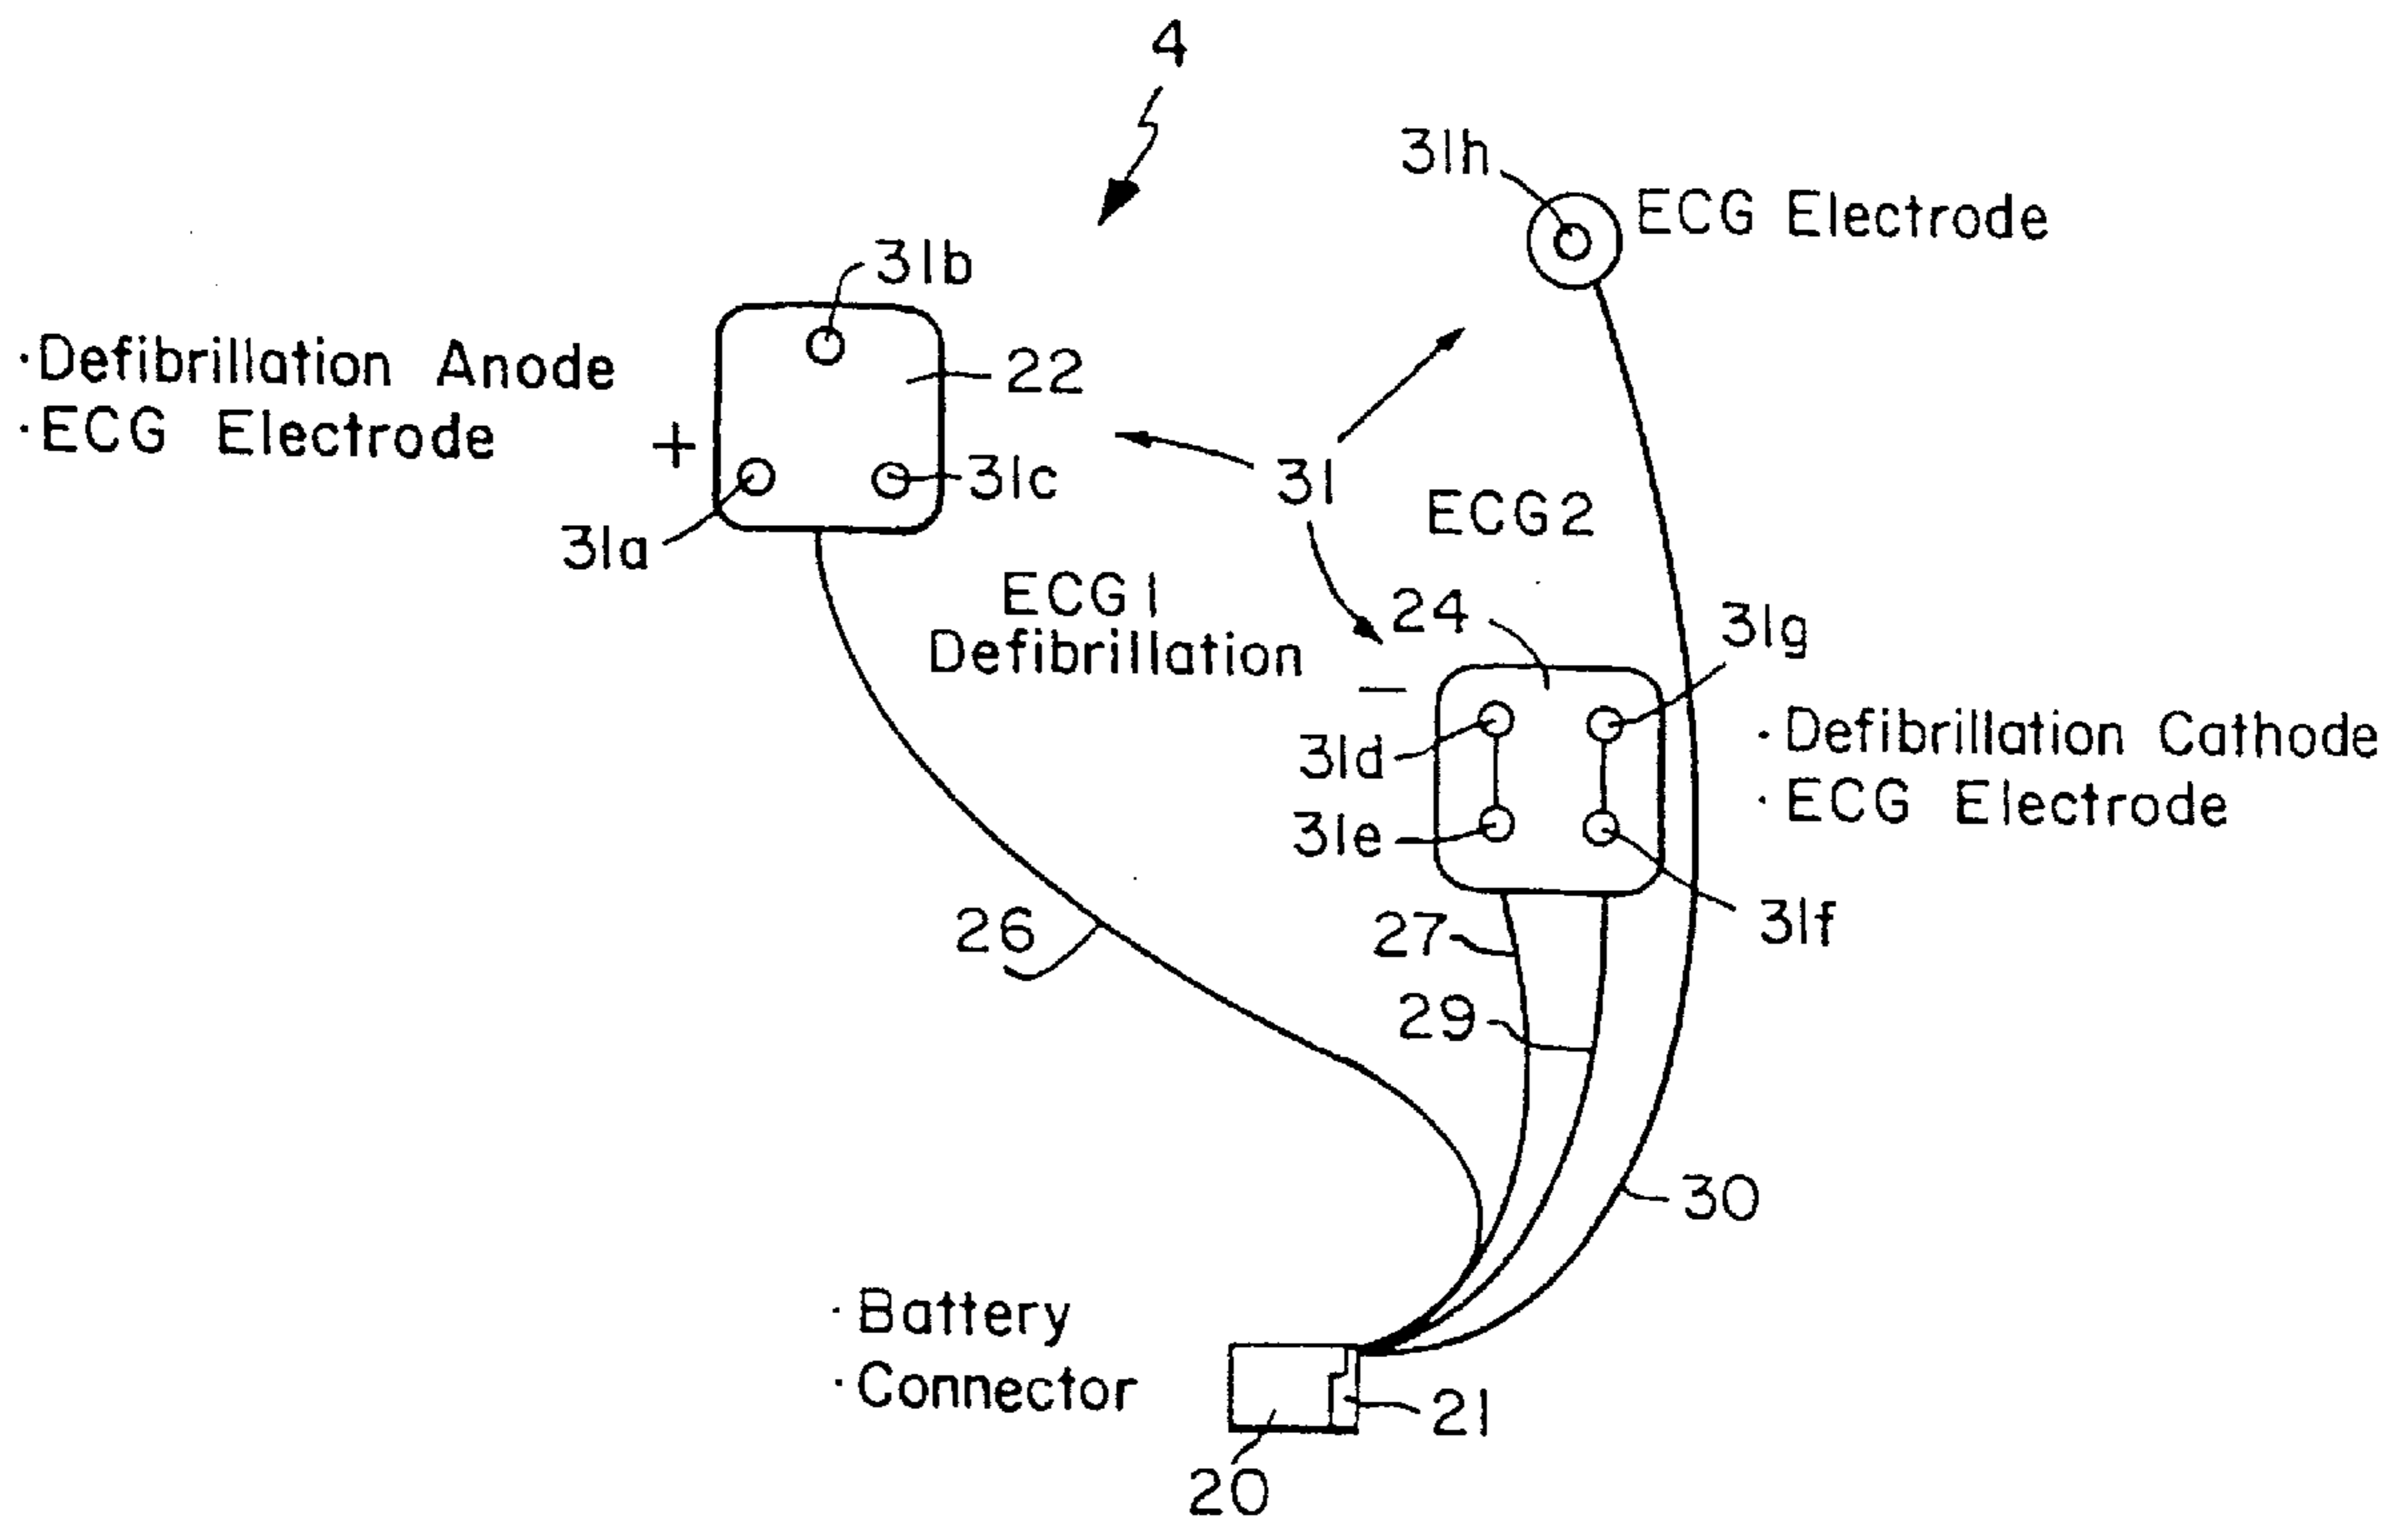 4
31h
ECG Electrode
31b
·Defibrillation Anode
·ECG Electrode
22
+
31c
31
31a
ECG2
ECG1
Defibrillation
24
31g
−
31d
·Defibrillation Cathode
·ECG Electrode
31e
31f
26
27
29
30
·Battery
·Connector
21
20